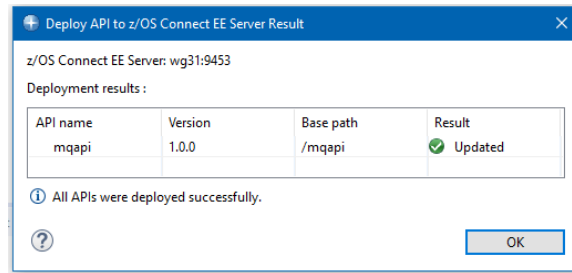 Deploy API to z/OS Connect EE Server Result
z/OS Connect EE Server: wg31:9453
Deployment results :
API name Version Base path Result
mqapi 1.0.0 /mqapi Updated
All APIs were deployed successfully.
OK